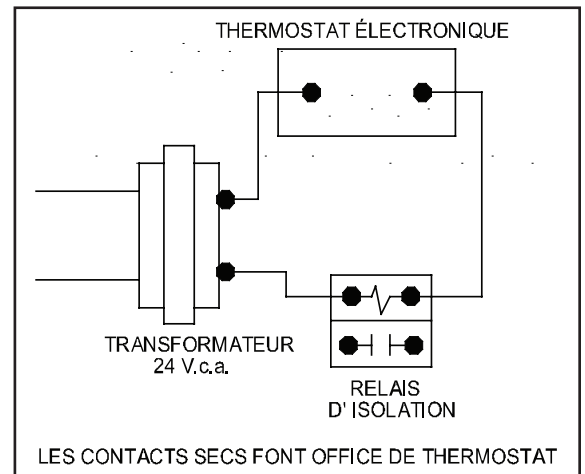 THERMOSTAT ÉLECTRONIQUE
TRANSFORMATEUR
24 V.c.a.
RELAIS
D' ISOLATION
LES CONTACTS SECS FONT OFFICE DE THERMOSTAT